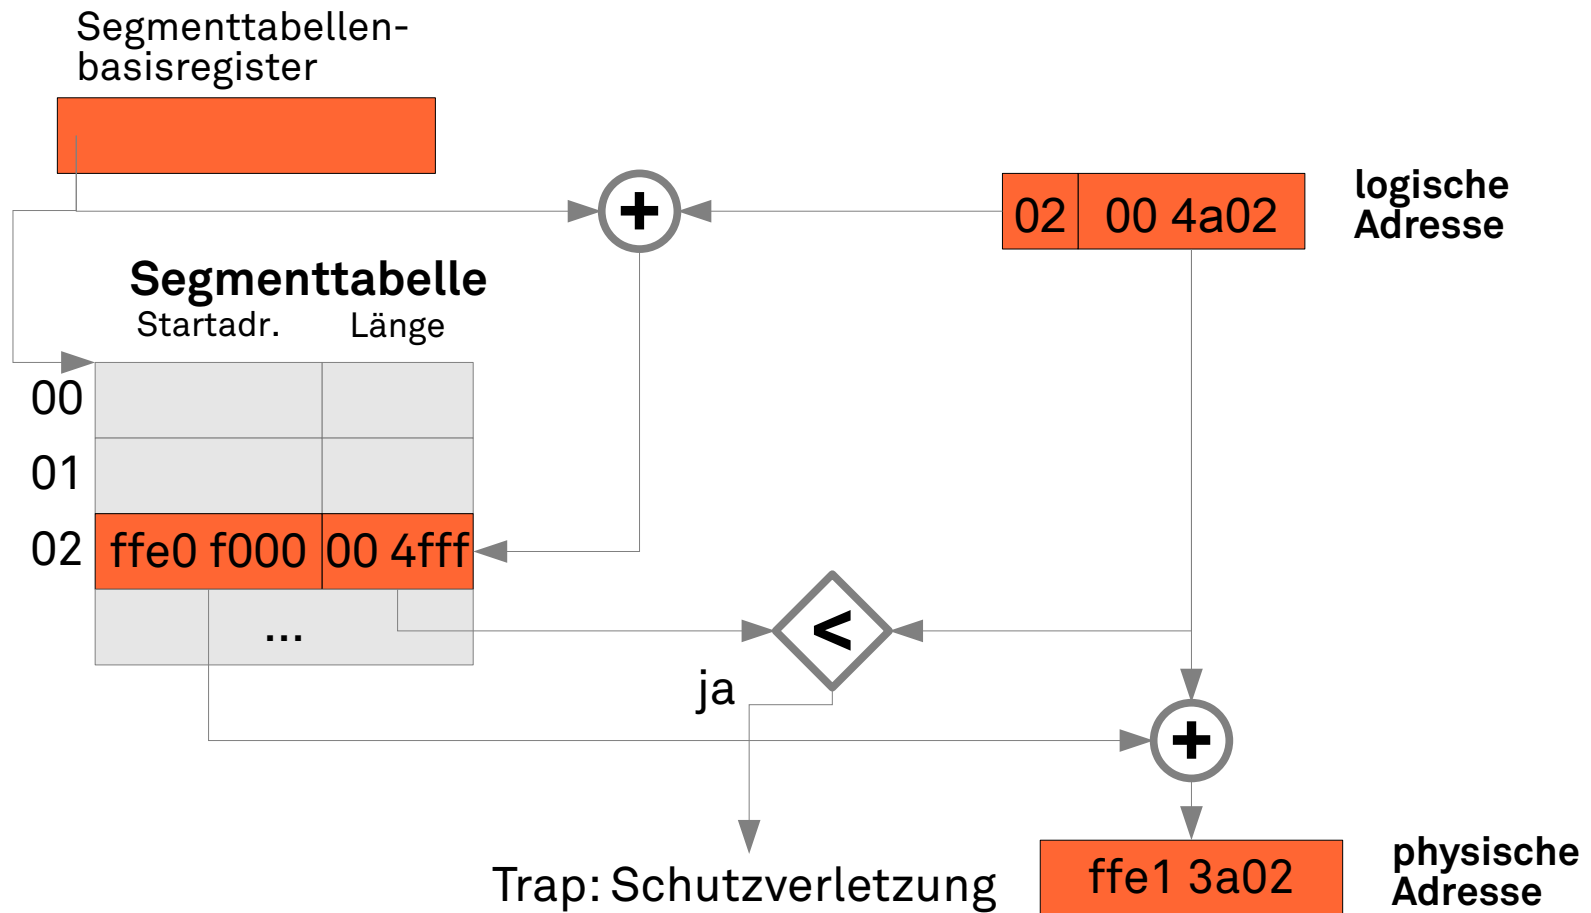 Segmenttabellen-
basisregister
+
02 00 4a02
logische
Adresse
Segmenttabelle
Startadr. Länge
00
01
02 ffe0 f000 00 4fff
...
<
ja
+
Trap: Schutzverletzung
ffe1 3a02
physische
Adresse